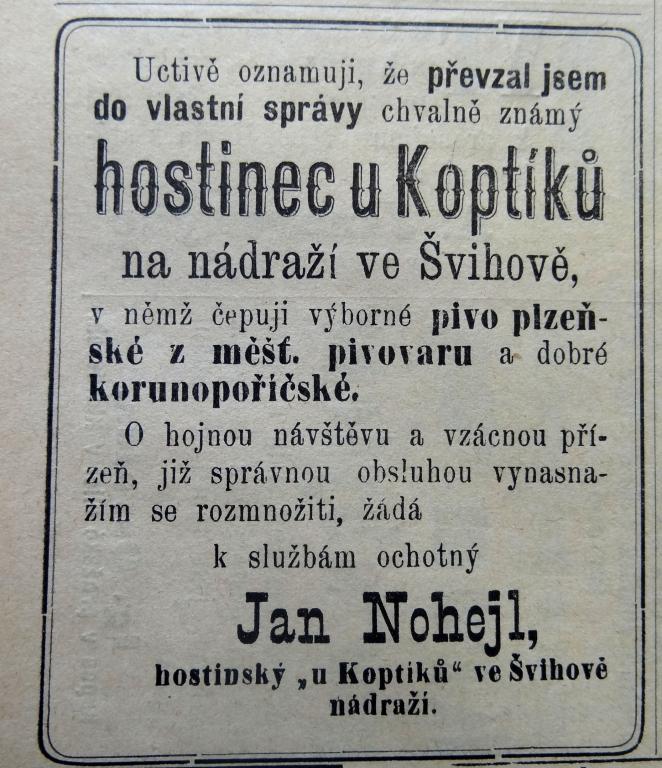 Uctivě oznamuji, že převzal jsem
do vlastní správy chvalně známý
hostinec u Koptíků
na nádraží ve Švihově,
v němž čepuji výborné pivo plzeň-
ské z měšť. pivovaru a dobré
korunopoříčské.
O hojnou návštěvu a vzácnou pří-
zeň, již správnou obsluhou vynasna-
žím se rozmnožiti, žádá
k službám ochotný
Jan Nohejl,
hostinský „u Koptíků“ ve Švihově
nádraží.